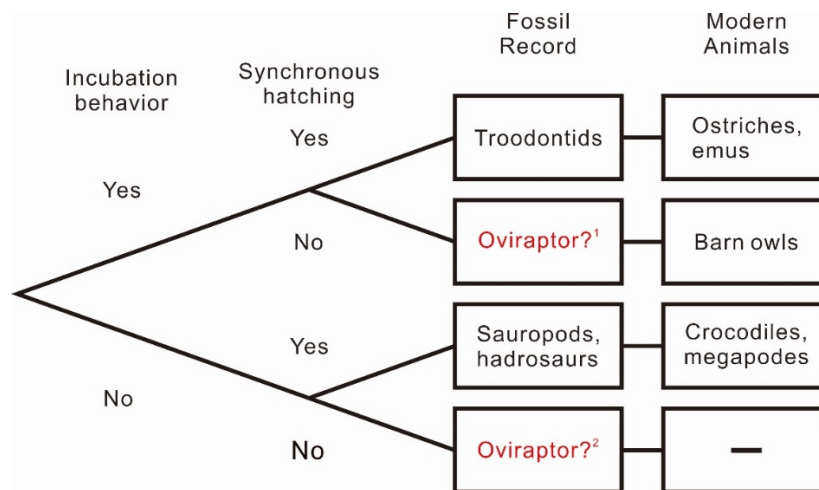 Fossil Record
Modern Animals
Incubation behavior
Synchronous hatching
Yes
Yes
Troodontids
Ostriches, emus
No
Oviraptor?¹
Barn owls
Yes
Sauropods, hadrosaurs
Crocodiles, megapodes
No
No
Oviraptor?²
—